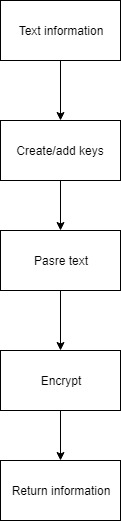 Text information
Create/add keys
Pasre text
Encrypt
Return information